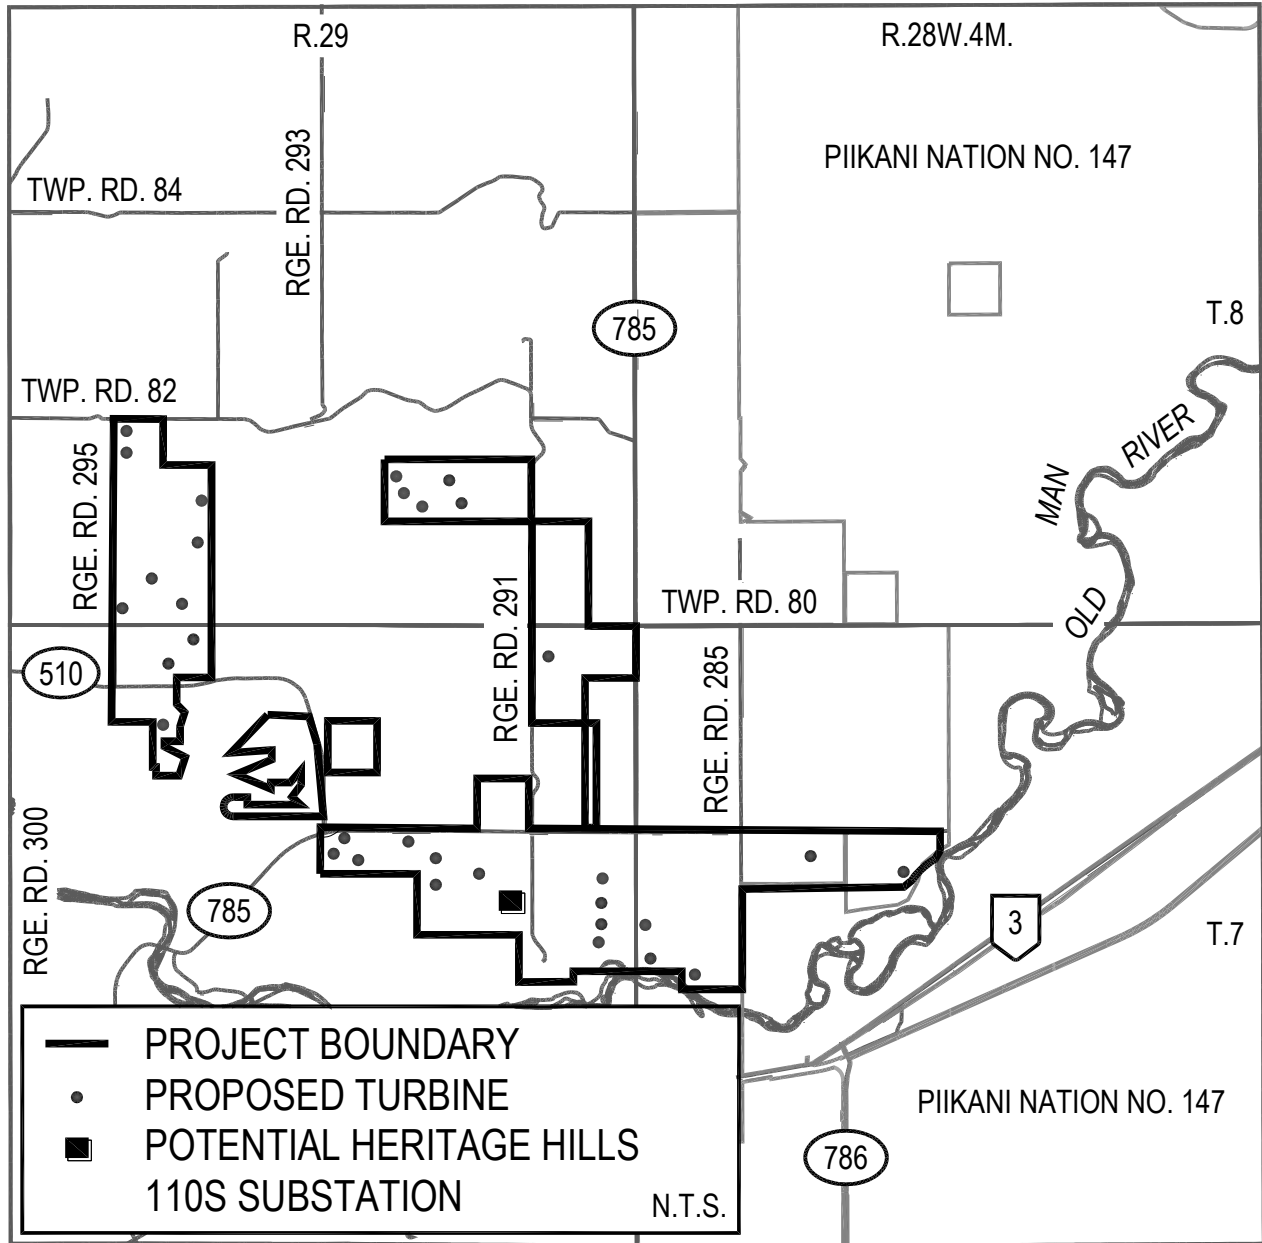 R.29
R.28W.4M.
RGE. RD. 293
PIIKANI NATION NO. 147
TWP. RD. 84
785
T.8
TWP. RD. 82
RGE. RD. 295
OLD MAN RIVER
RGE. RD. 291
TWP. RD. 80
510
RGE. RD. 285
RGE. RD. 300
785
3
T.7
PROJECT BOUNDARY
PROPOSED TURBINE
POTENTIAL HERITAGE HILLS
110S SUBSTATION
N.T.S.
PIIKANI NATION NO. 147
786